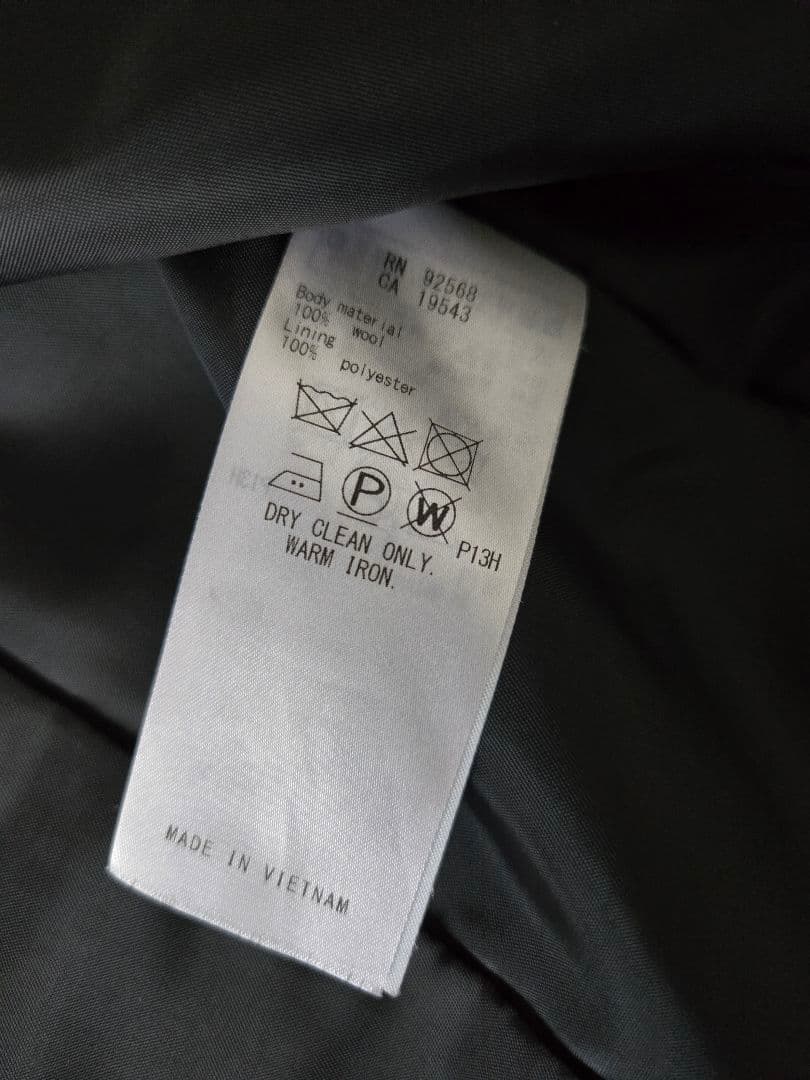 RN 92568
CA 19543
Body material
100% wool
Lining
100% polyester
P
W
DRY CLEAN ONLY. P13H
WARM IRON.
MADE IN VIETNAM